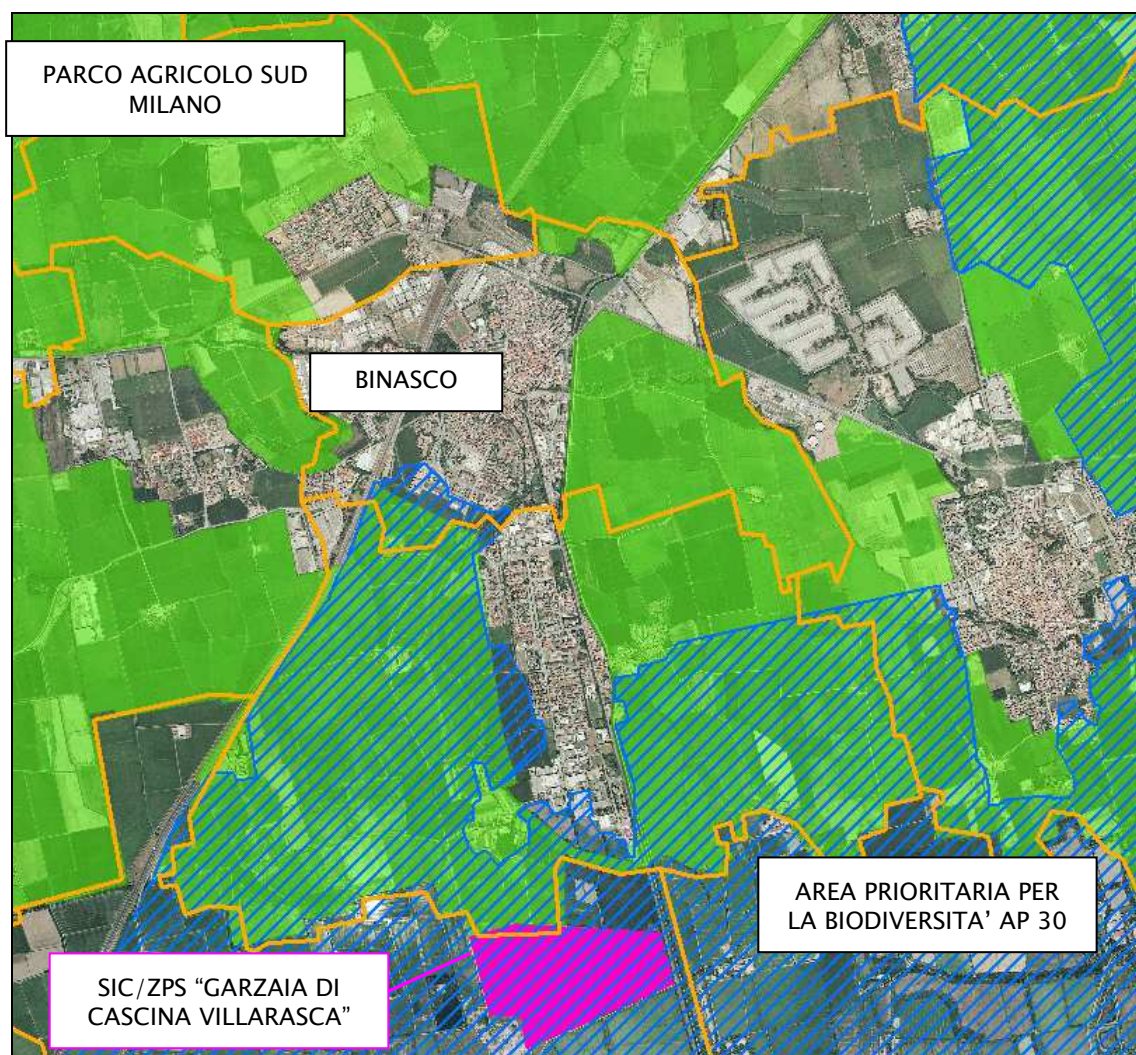 PARCO AGRICOLO SUD
MILANO
BINASCO
AREA PRIORITARIA PER
LA BIODIVERSITA’ AP 30
SIC/ZPS “GARZAIA DI
CASCINA VILLARASCA”